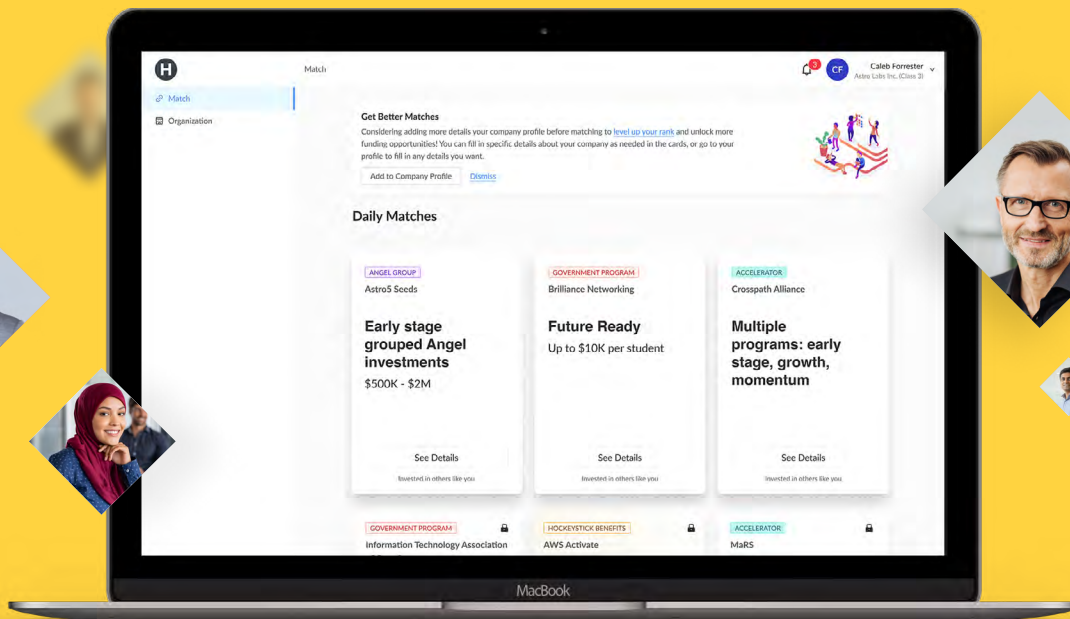 H
Match
3
CF
Caleb Forrester
Astro Labs Inc. (Class 3)
Match
Organization
Get Better Matches
Considering adding more details your company profile before matching to level up your rank and unlock more
funding opportunities! You can fill in specific details about your company as needed in the cards, or go to your
profile to fill in any details you want.
Add to Company Profile
Dismiss
Daily Matches
ANGEL GROUP
Astro5 Seeds
Early stage
grouped Angel
investments
$500K - $2M
See Details
Invested in others like you
GOVERNMENT PROGRAM
Brilliance Networking
Future Ready
Up to $10K per student
See Details
Invested in others like you
ACCELERATOR
Crosspath Alliance
Multiple
programs: early
stage, growth,
momentum
See Details
Invested in others like you
GOVERNMENT PROGRAM
Information Technology Association
HOCKEYSTICK BENEFITS
AWS Activate
ACCELERATOR
MaRS
MacBook